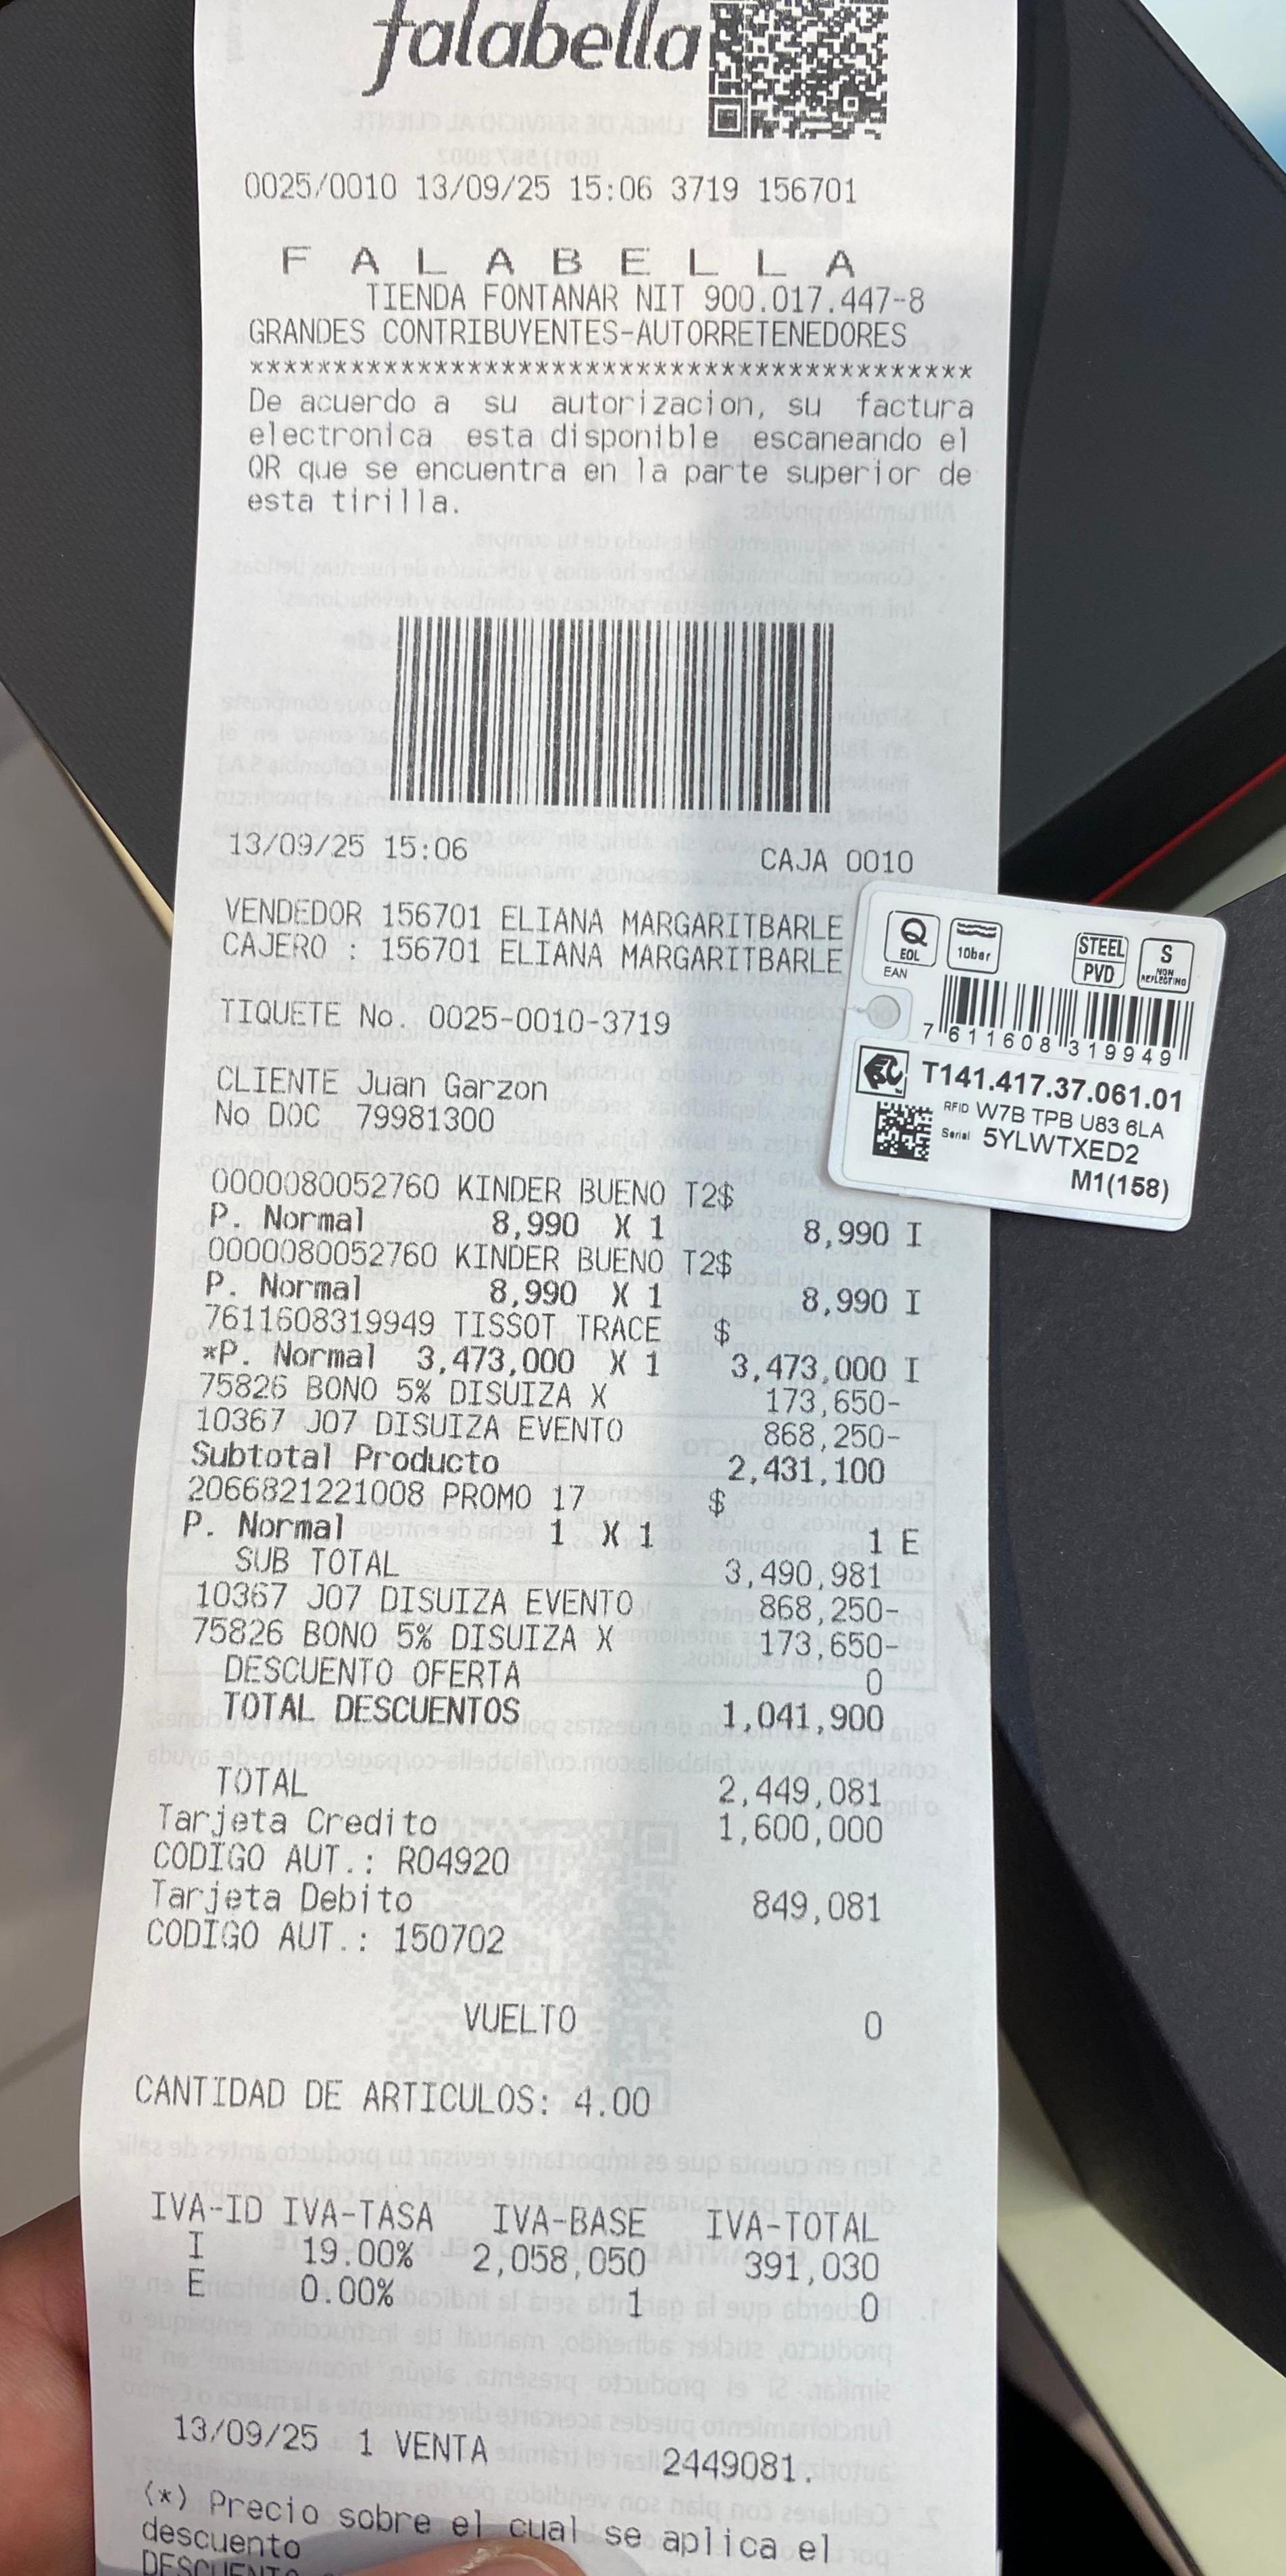 falabella
0025/0010 13/09/25 15:06 3719 156701
F A L A B E L L A
TIENDA FONTANAR NIT 900.017.447-8
GRANDES CONTRIBUYENTES-AUTORRETENEDORES
********************************************
De acuerdo a su autorizacion, su factura
electronica esta disponible escaneando el
QR que se encuentra en la parte superior de
esta tirilla.
13/09/25 15:06 CAJA 0010
VENDEDOR 156701 ELIANA MARGARITBARLE
CAJERO : 156701 ELIANA MARGARITBARLE
TIQUETE No. 0025-0010-3719
CLIENTE Juan Garzon
No DOC 79981300
0000080052760 KINDER BUENO T2$
P. Normal 8,990 X 1 8,990 I
0000080052760 KINDER BUENO T2$
P. Normal 8,990 X 1 8,990 I
7611608319949 TISSOT TRACE $
*P. Normal 3,473,000 X 1 3,473,000 I
75826 BONO 5% DISUIZA X 173,650-
10367 J07 DISUIZA EVENTO 868,250-
Subtotal Producto 2,431,100
2066821221008 PROMO 17 $
P. Normal 1 X 1 1 E
SUB TOTAL 3,490,981
10367 J07 DISUIZA EVENTO 868,250-
75826 BONO 5% DISUIZA X 173,650-
DESCUENTO OFERTA 0
TOTAL DESCUENTOS 1,041,900
TOTAL 2,449,081
Tarjeta Credito 1,600,000
CODIGO AUT.: R04920
Tarjeta Debito 849,081
CODIGO AUT.: 150702
VUELTO 0
CANTIDAD DE ARTICULOS: 4.00
IVA-ID IVA-TASA IVA-BASE IVA-TOTAL
I 19.00% 2,058,050 391,030
E 0.00% 1 0
13/09/25 1 VENTA 2449081.
(*) Precio sobre el cual se aplica el
descuento
DESCUENTO
Q EOL 10bar STEEL PVD S NON REFLECTING
EAN
7 611608 319949
T141.417.37.061.01
RFID W7B TPB U83 6LA
Serial 5YLWTXED2
M1(158)